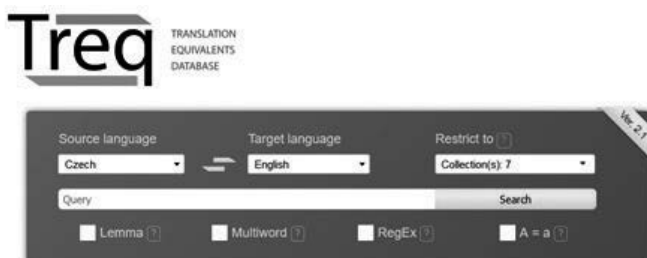 Treq
TRANSLATION
EQUIVALENTS
DATABASE
Ver. 2.1
Source language Target language Restrict to ?
Czech English Collection(s): 7
Query Search
Lemma ? Multiword ? RegEx ? A = a ?